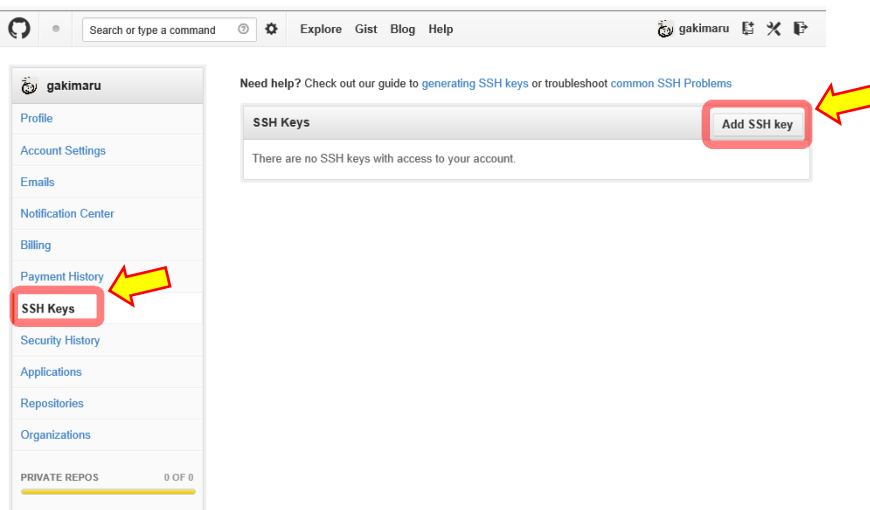 Search or type a command
Explore Gist Blog Help
gakimaru
gakimaru
Profile
Account Settings
Emails
Notification Center
Billing
Payment History
SSH Keys
Security History
Applications
Repositories
Organizations
PRIVATE REPOS 0 OF 0
Need help? Check out our guide to generating SSH keys or troubleshoot common SSH Problems
SSH Keys
Add SSH key
There are no SSH keys with access to your account.